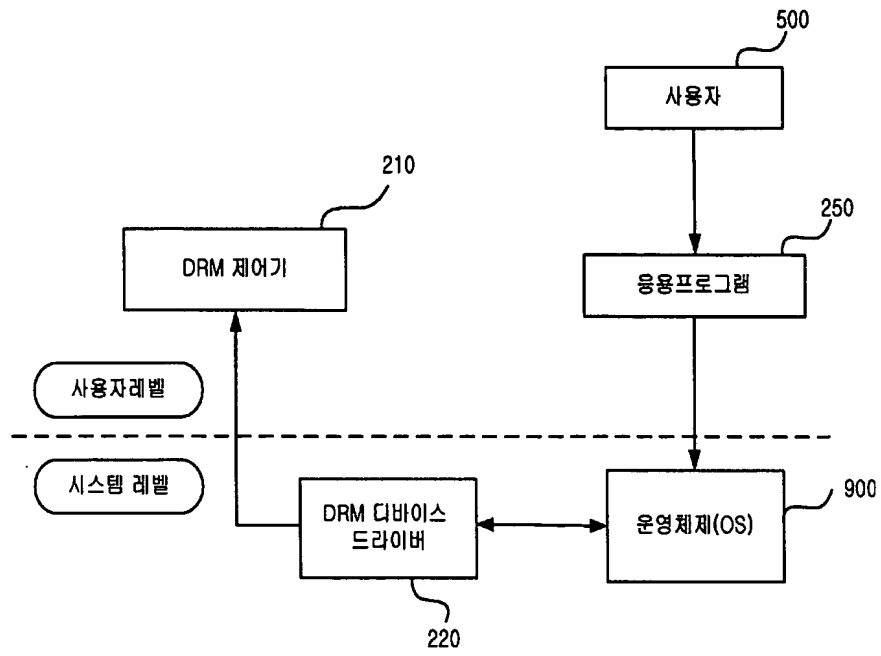 500
사용자
210
250
DRM 제어기
응용프로그램
사용자레벨
시스템 레벨
DRM 디바이스
드라이버
운영체제(OS)
900
220